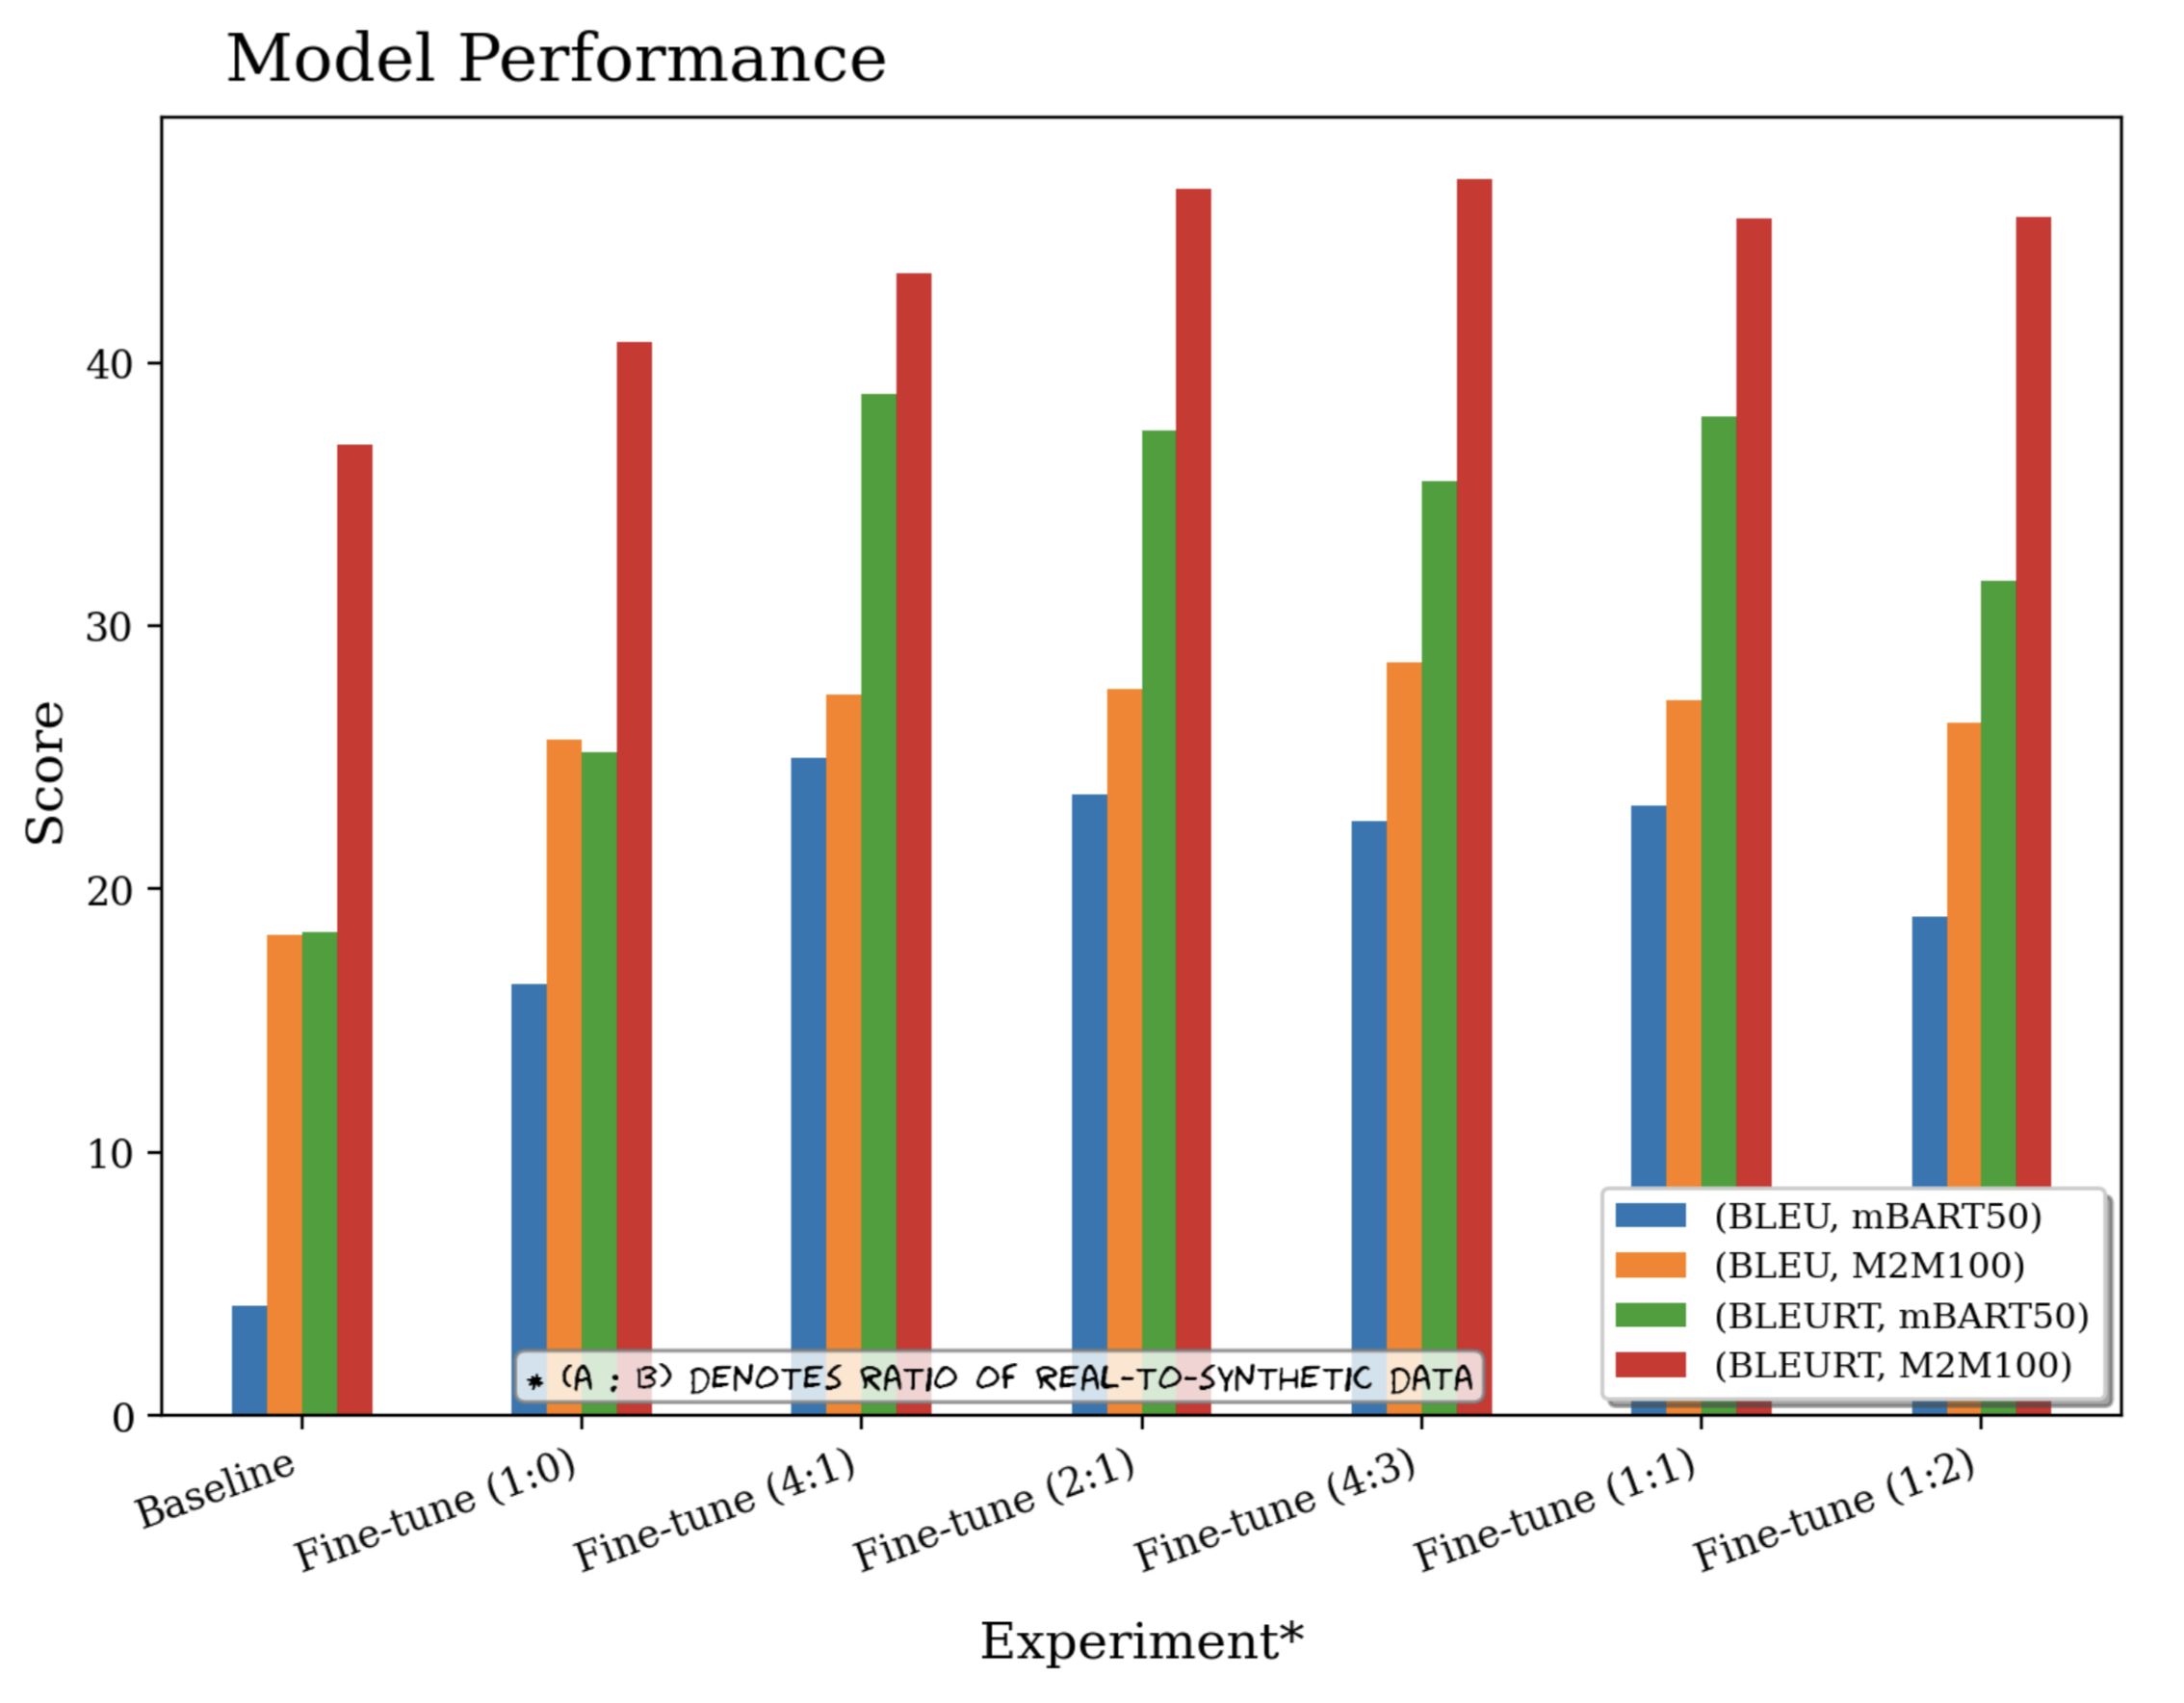 Model Performance
Score
40
30
20
10
0
(BLEU, mBART50)
(BLEU, M2M100)
(BLEURT, mBART50)
(BLEURT, M2M100)
* (A : B) DENOTES RATIO OF REAL-TO-SYNTHETIC DATA
Baseline
Fine-tune (1:0)
Fine-tune (4:1)
Fine-tune (2:1)
Fine-tune (4:3)
Fine-tune (1:1)
Fine-tune (1:2)
Experiment*